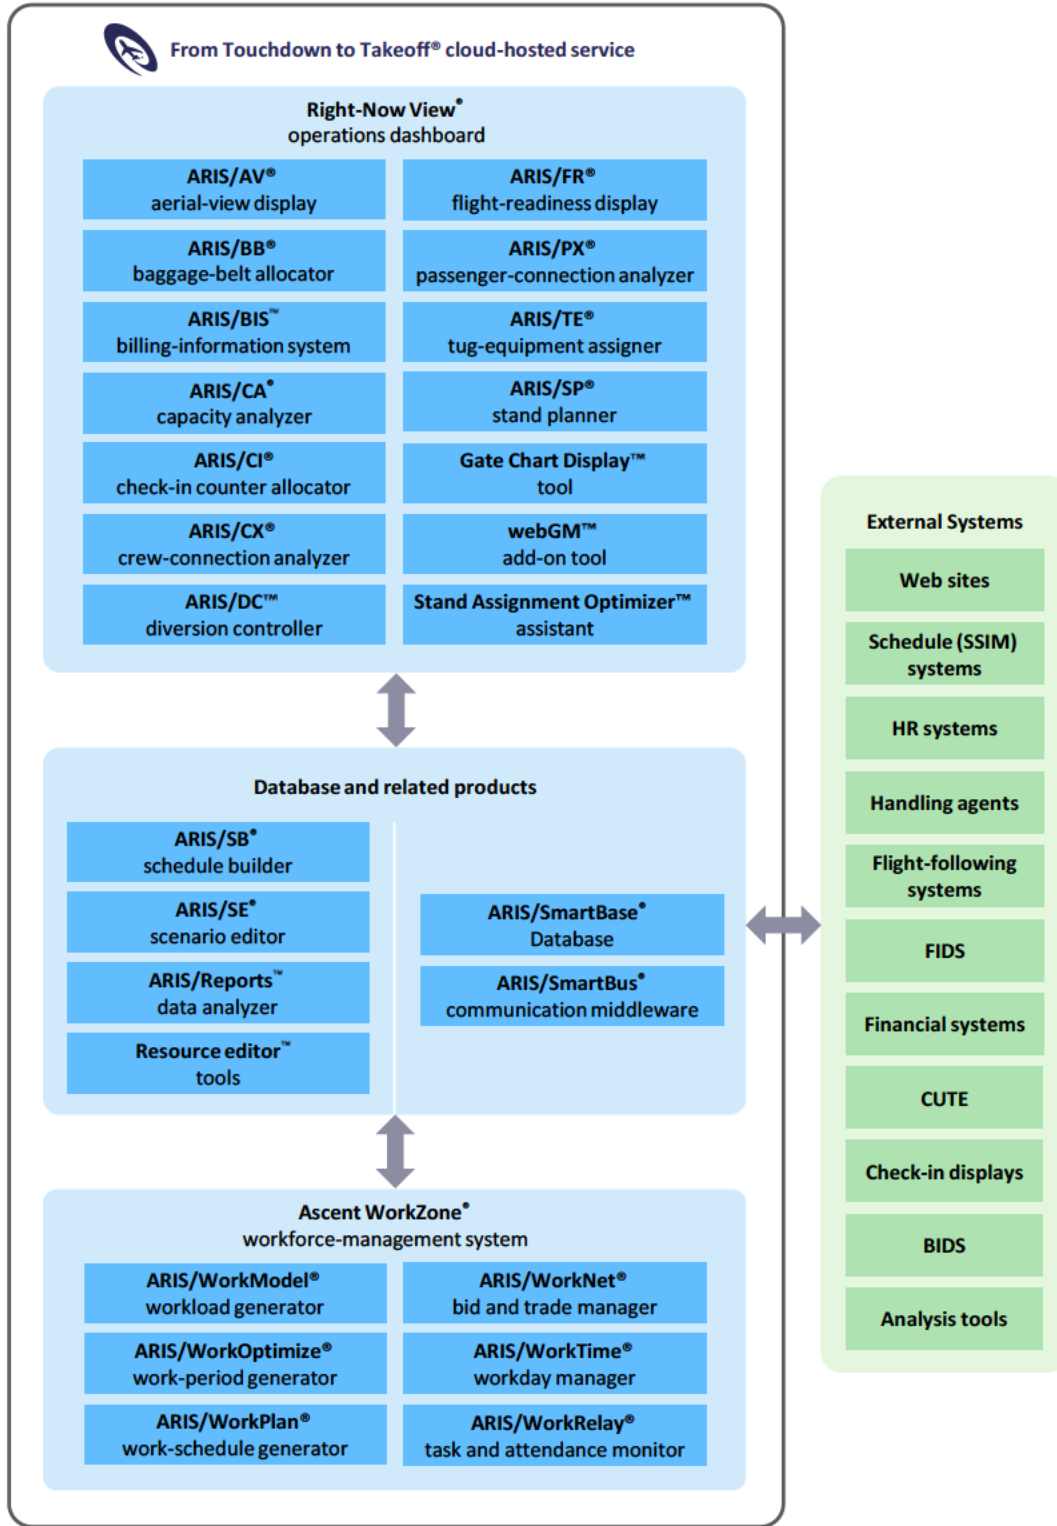 From Touchdown to Takeoff® cloud-hosted service
Right-Now View®
operations dashboard
ARIS/AV®
aerial-view display
ARIS/FR®
flight-readiness display
ARIS/BB®
baggage-belt allocator
ARIS/PX®
passenger-connection analyzer
ARIS/BIS™
billing-information system
ARIS/TE®
tug-equipment assigner
ARIS/CA®
capacity analyzer
ARIS/SP®
stand planner
ARIS/CI®
check-in counter allocator
Gate Chart Display™
tool
ARIS/CX®
crew-connection analyzer
webGM™
add-on tool
ARIS/DC™
diversion controller
Stand Assignment Optimizer™
assistant
Database and related products
ARIS/SB®
schedule builder
ARIS/SE®
scenario editor
ARIS/Reports™
data analyzer
Resource editor™
tools
ARIS/SmartBase®
Database
ARIS/SmartBus®
communication middleware
Ascent WorkZone®
workforce-management system
ARIS/WorkModel®
workload generator
ARIS/WorkNet®
bid and trade manager
ARIS/WorkOptimize®
work-period generator
ARIS/WorkTime®
workday manager
ARIS/WorkPlan®
work-schedule generator
ARIS/WorkRelay®
task and attendance monitor
External Systems
Web sites
Schedule (SSIM)
systems
HR systems
Handling agents
Flight-following
systems
FIDS
Financial systems
CUTE
Check-in displays
BIDS
Analysis tools